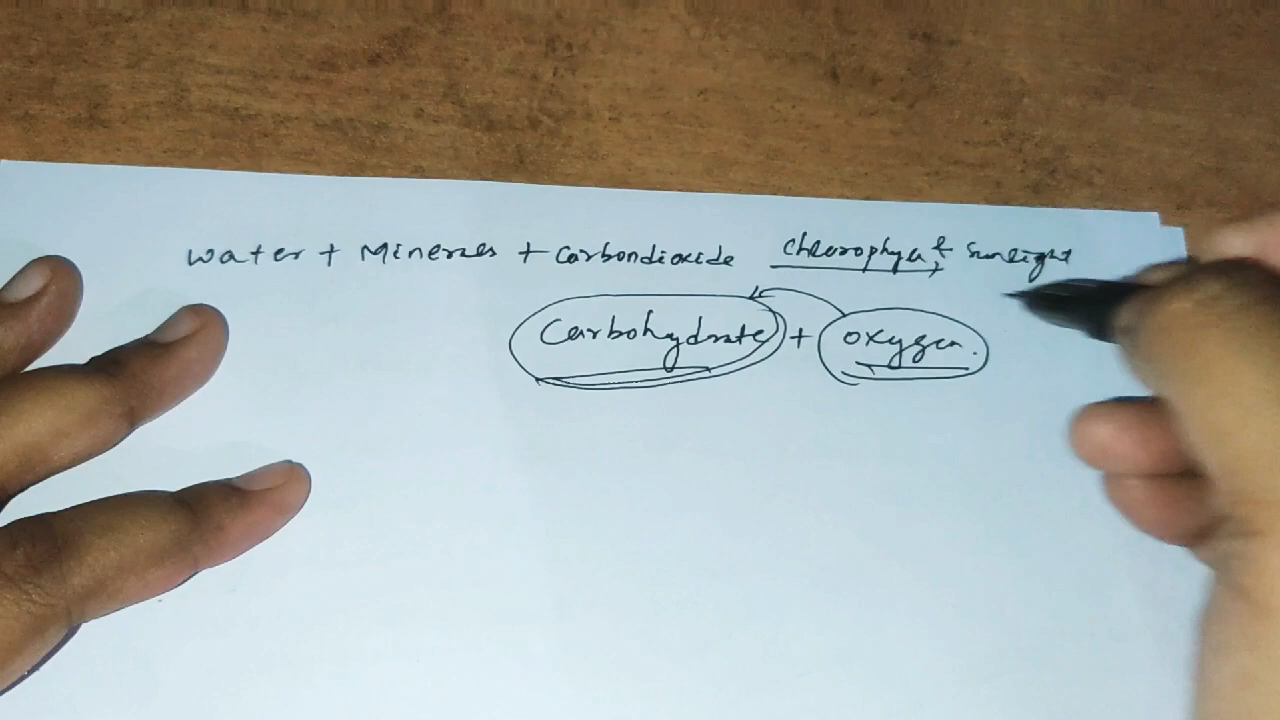 water + Minerals + carbondioxide chlorophyll & sunlight
Carbohydrate + oxygen.